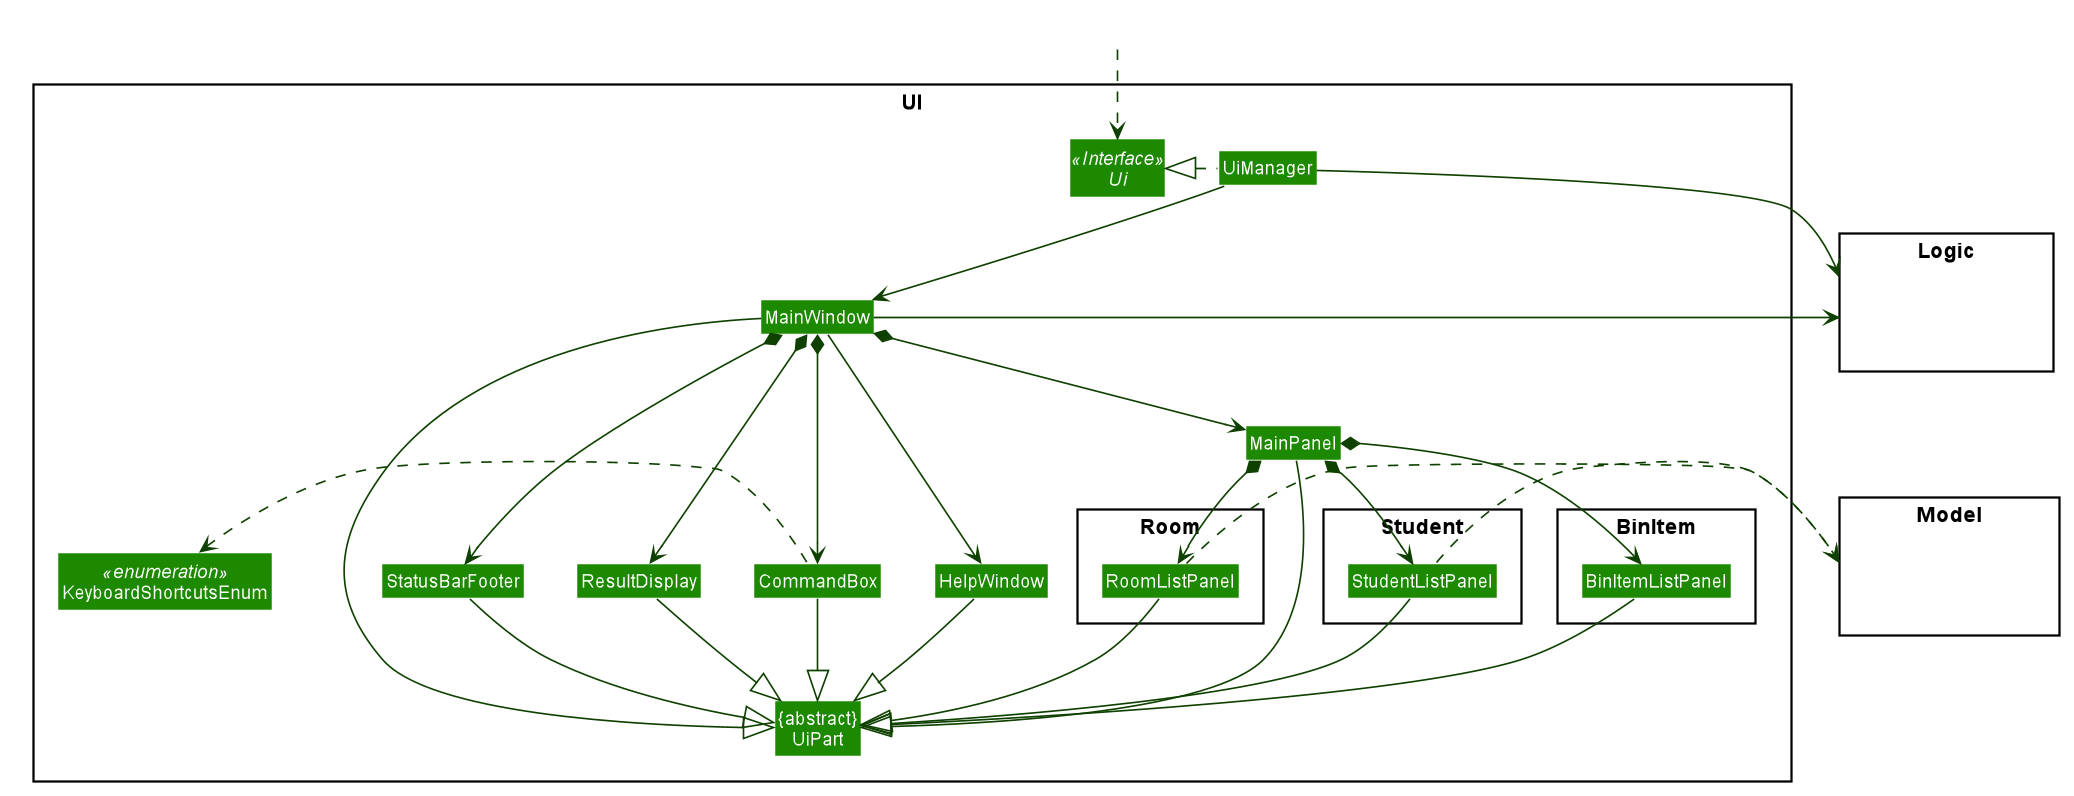 UI
«Interface»
Ui
UiManager
Logic
MainWindow
MainPanel
Model
Room
Student
BinItem
«enumeration»
KeyboardShortcutsEnum
StatusBarFooter
ResultDisplay
CommandBox
HelpWindow
RoomListPanel
StudentListPanel
BinItemListPanel
{abstract}
UiPart